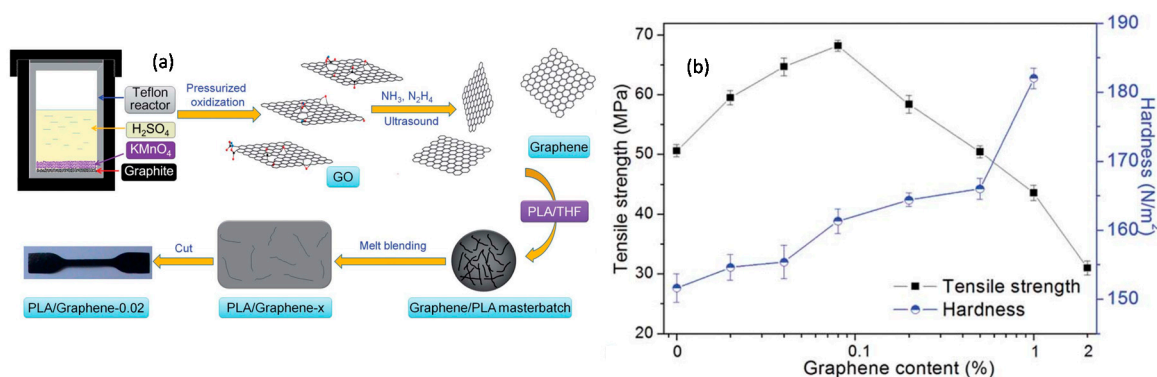 (a)
Teflon
reactor
H₂SO₄
KMnO₄
Graphite
Pressurized
oxidization
GO
NH₃, N₂H₄
Ultrasound
Graphene
PLA/THF
Graphene/PLA masterbatch
Melt blending
PLA/Graphene-x
Cut
PLA/Graphene-0.02
(b)
Tensile strength (MPa)
70
60
50
40
30
20
0
0.1
1
2
Graphene content (%)
190
180
170
160
150
Hardness (N/m²)
Tensile strength
Hardness